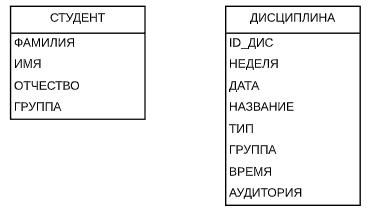 СТУДЕНТ
ФАМИЛИЯ
ИМЯ
ОТЧЕСТВО
ГРУППА
ДИСЦИПЛИНА
ID_ДИС
НЕДЕЛЯ
ДАТА
НАЗВАНИЕ
ТИП
ГРУППА
ВРЕМЯ
АУДИТОРИЯ